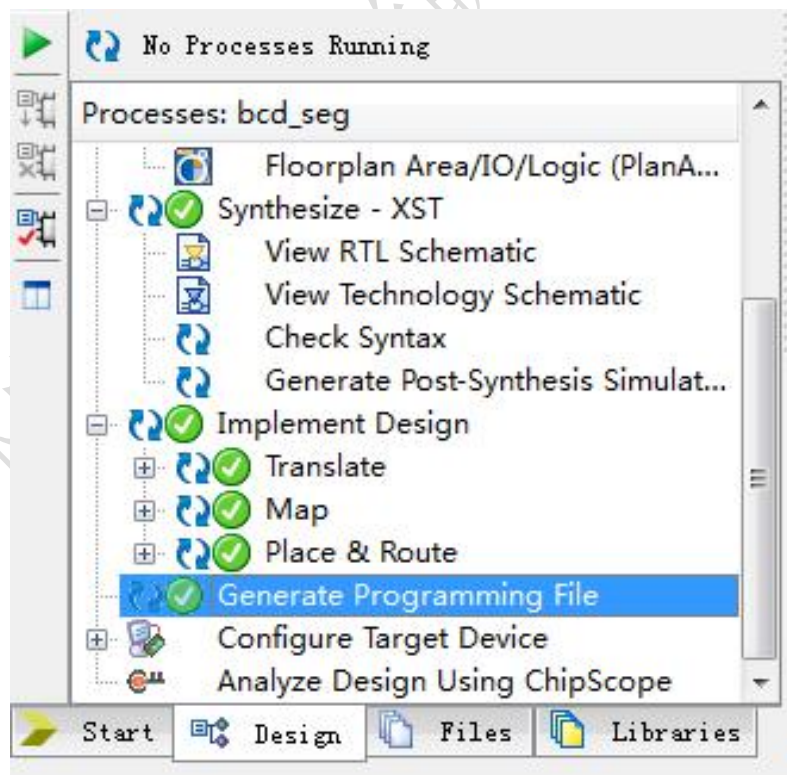 No Processes Running
Processes: bcd_seg
Floorplan Area/IO/Logic (PlanA...
Synthesize - XST
View RTL Schematic
View Technology Schematic
Check Syntax
Generate Post-Synthesis Simulat...
Implement Design
Translate
Map
Place & Route
Generate Programming File
Configure Target Device
Analyze Design Using ChipScope
Start Design Files Libraries